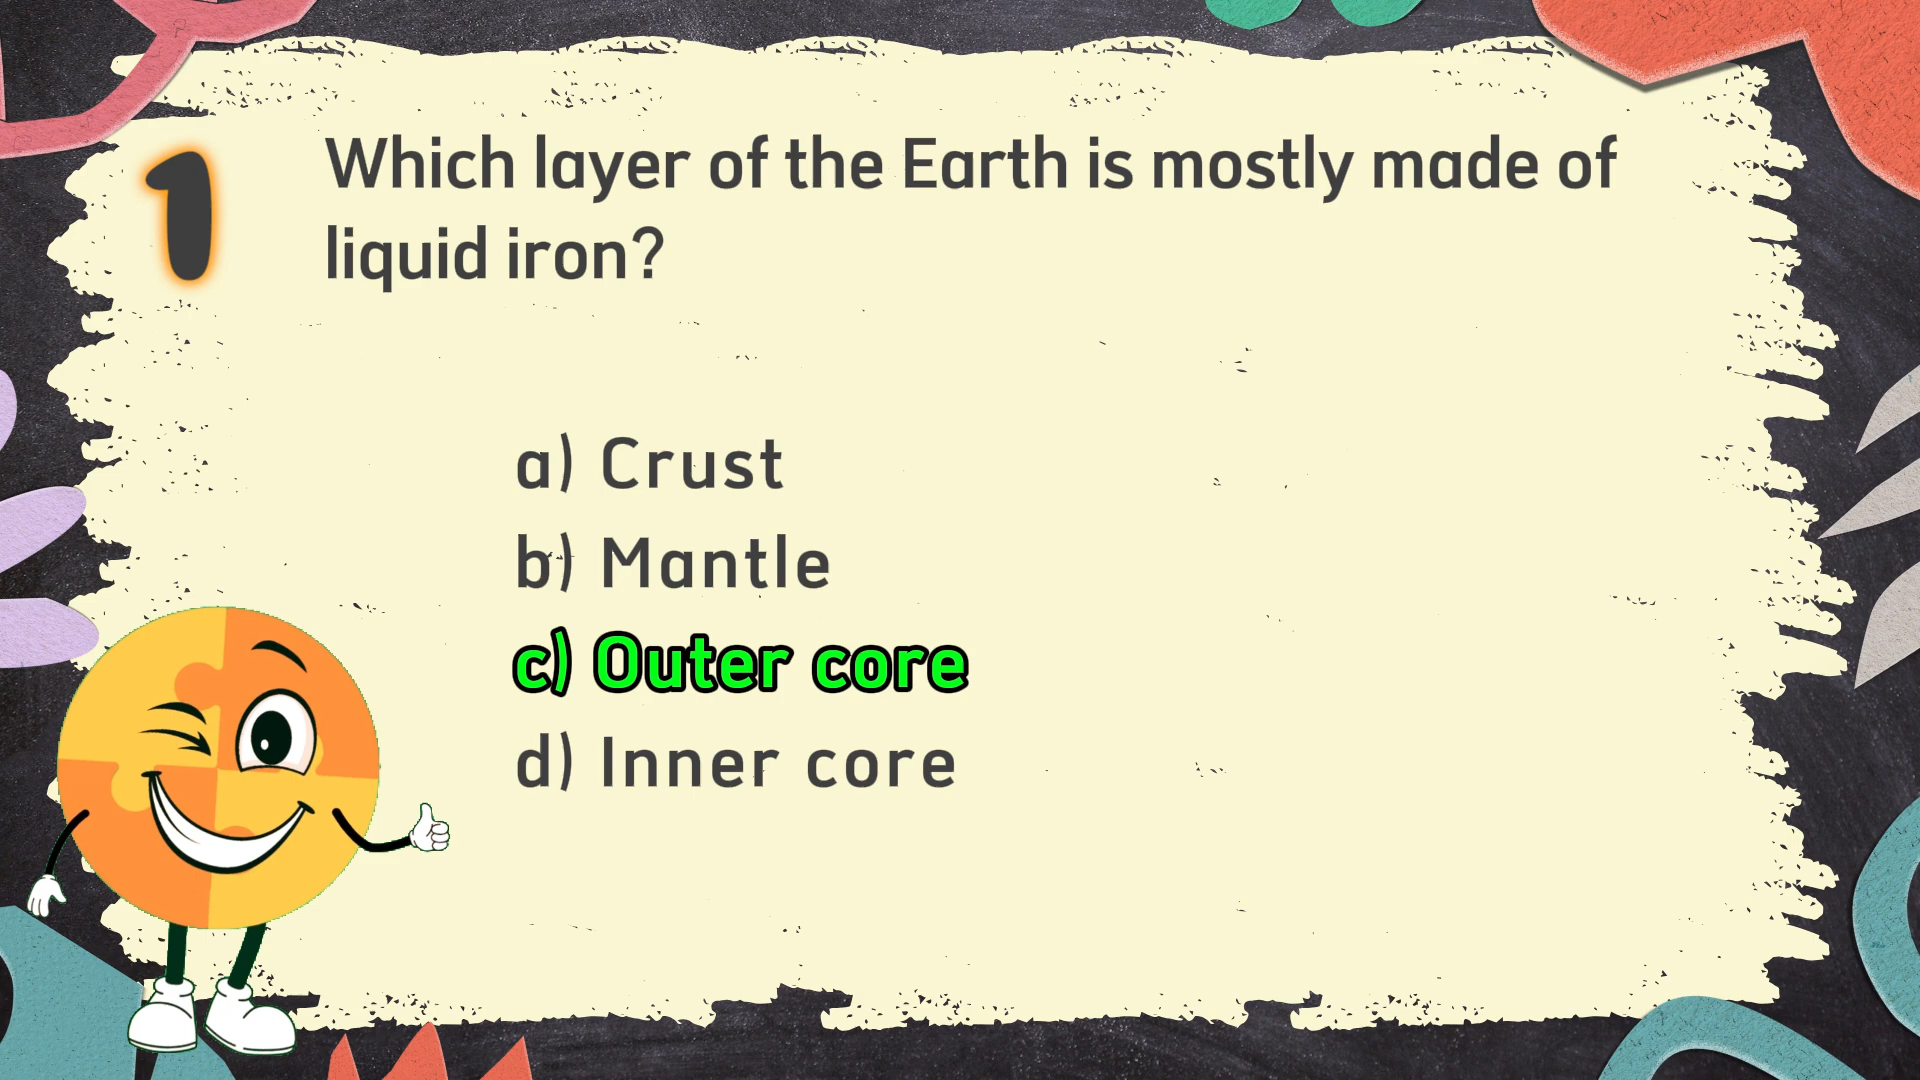 1
Which layer of the Earth is mostly made of
liquid iron?
a) Crust
b) Mantle
c) Outer core
d) Inner core